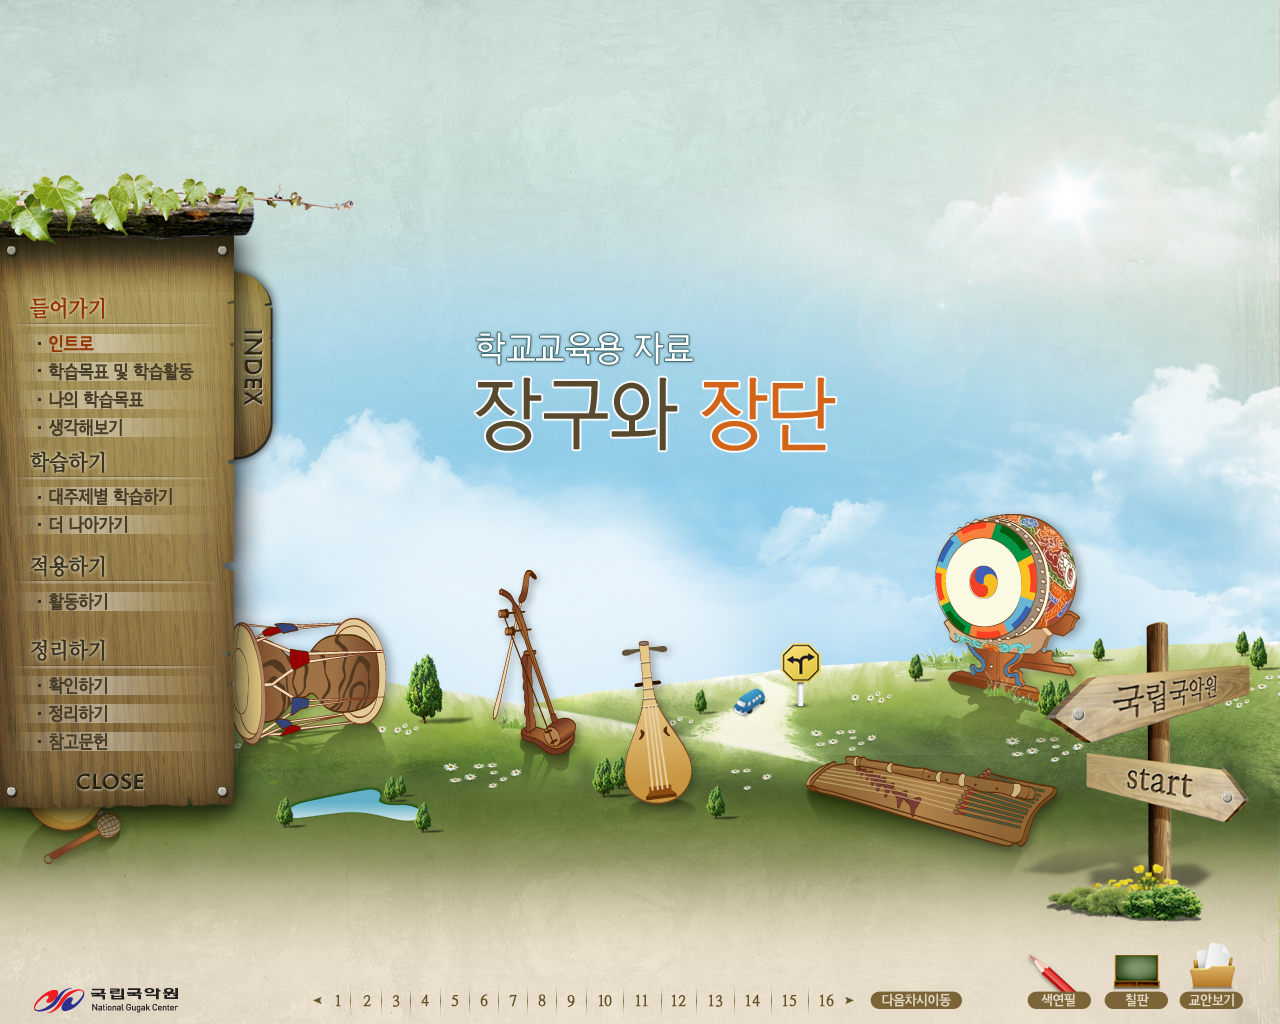 들어가기
인트로
학습목표 및 학습활동
나의 학습목표
생각해보기
학습하기
대주제별 학습하기
더 나아가기
적용하기
활동하기
정리하기
확인하기
정리하기
참고문헌
CLOSE
INDEX
학교교육용 자료
장구와 장단
국립국악원
start
국립국악원
National Gugak Center
1 2 3 4 5 6 7 8 9 10 11 12 13 14 15 16
다음차시이동
색연필
칠판
교안보기